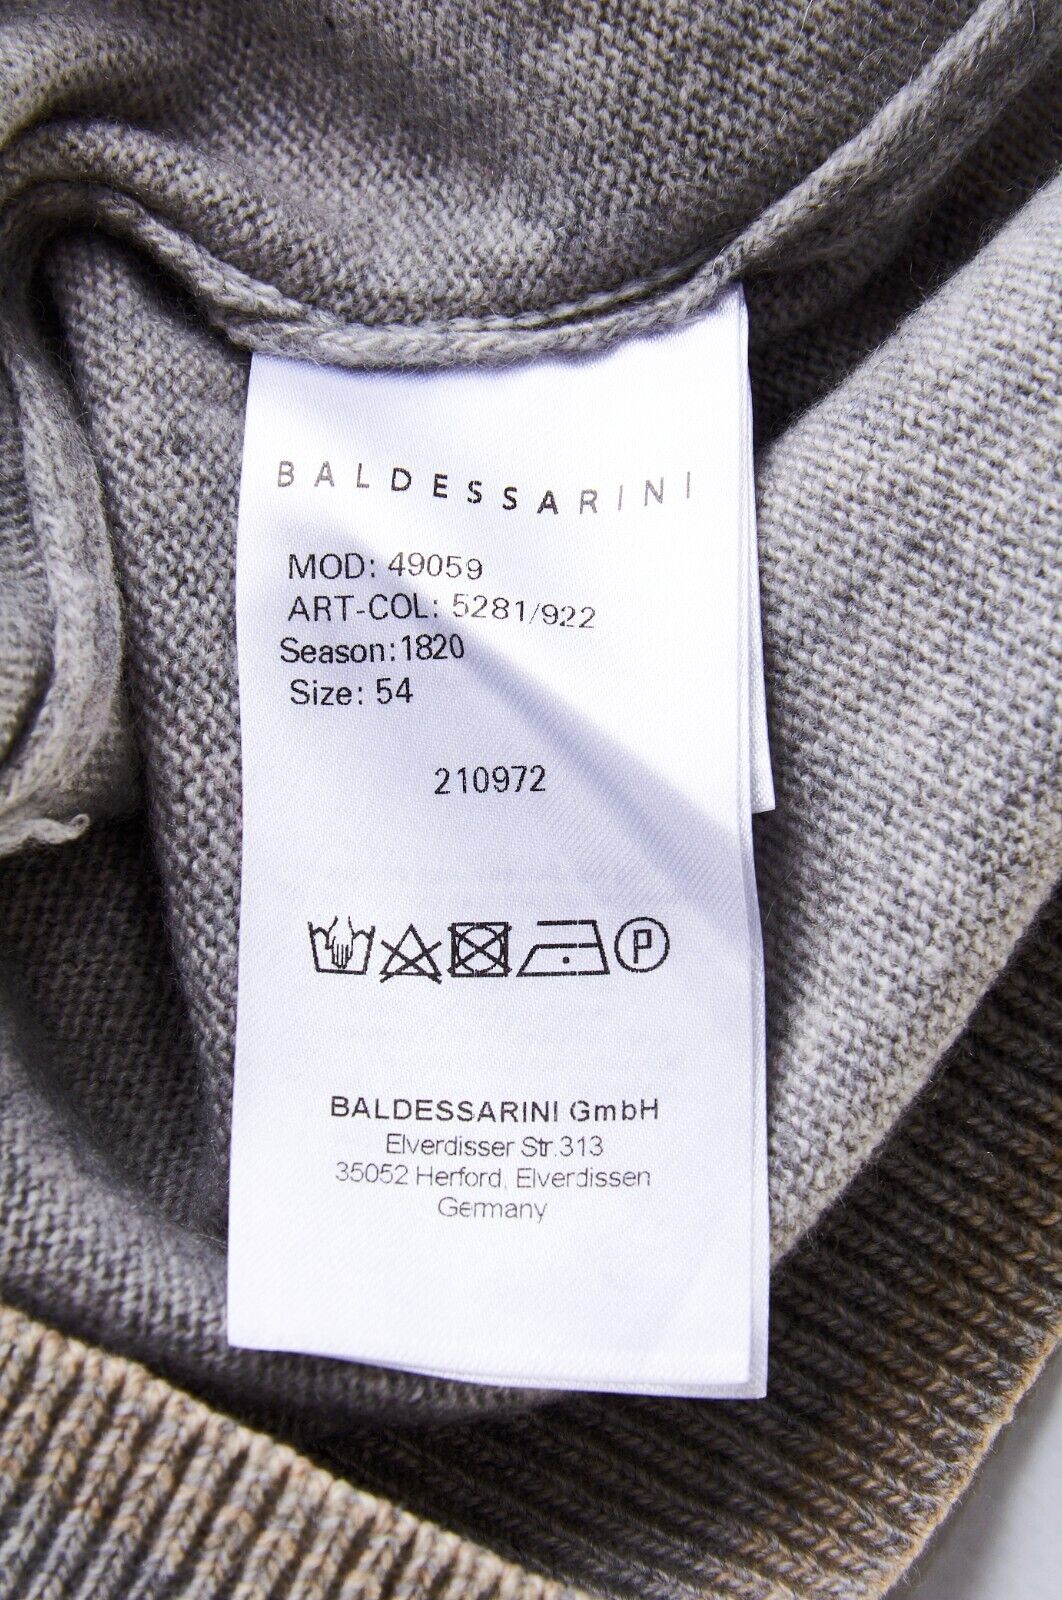 BALDESSARINI
MOD: 49059
ART-COL: 5281/922
Season:1820
Size: 54
210972
P
BALDESSARINI GmbH
Elverdisser Str.313
35052 Herford, Elverdissen
Germany